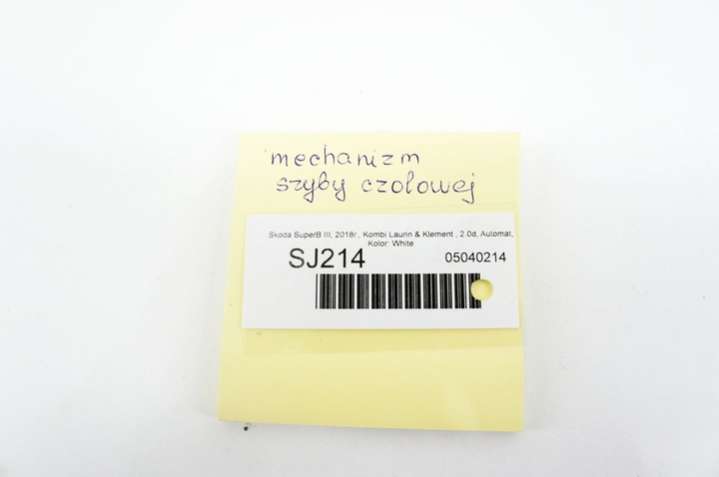 mechanizm
szyby czołowej
Skoda SuperB III, 2018r., Kombi Laurin & Klement , 2.0d, Automat,
Kolor: White
SJ214
05040214